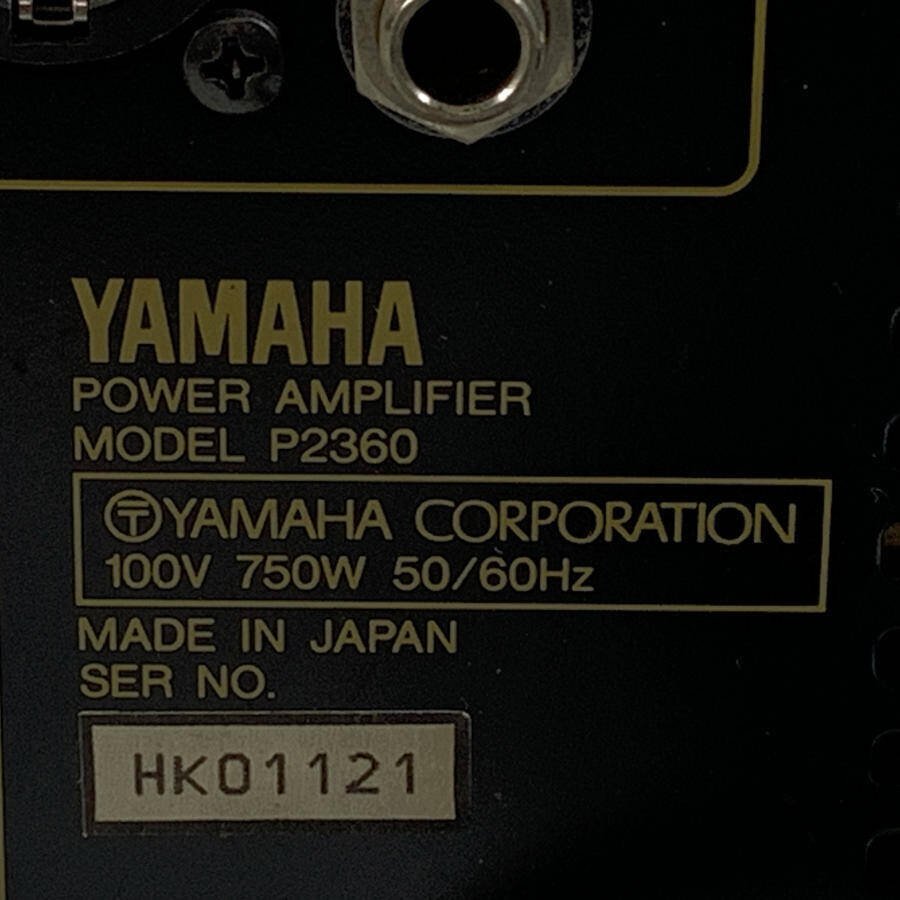 YAMAHA
POWER AMPLIFIER
MODEL P2360
〶YAMAHA CORPORATION
100V 750W 50/60Hz
MADE IN JAPAN
SER NO.
HK01121